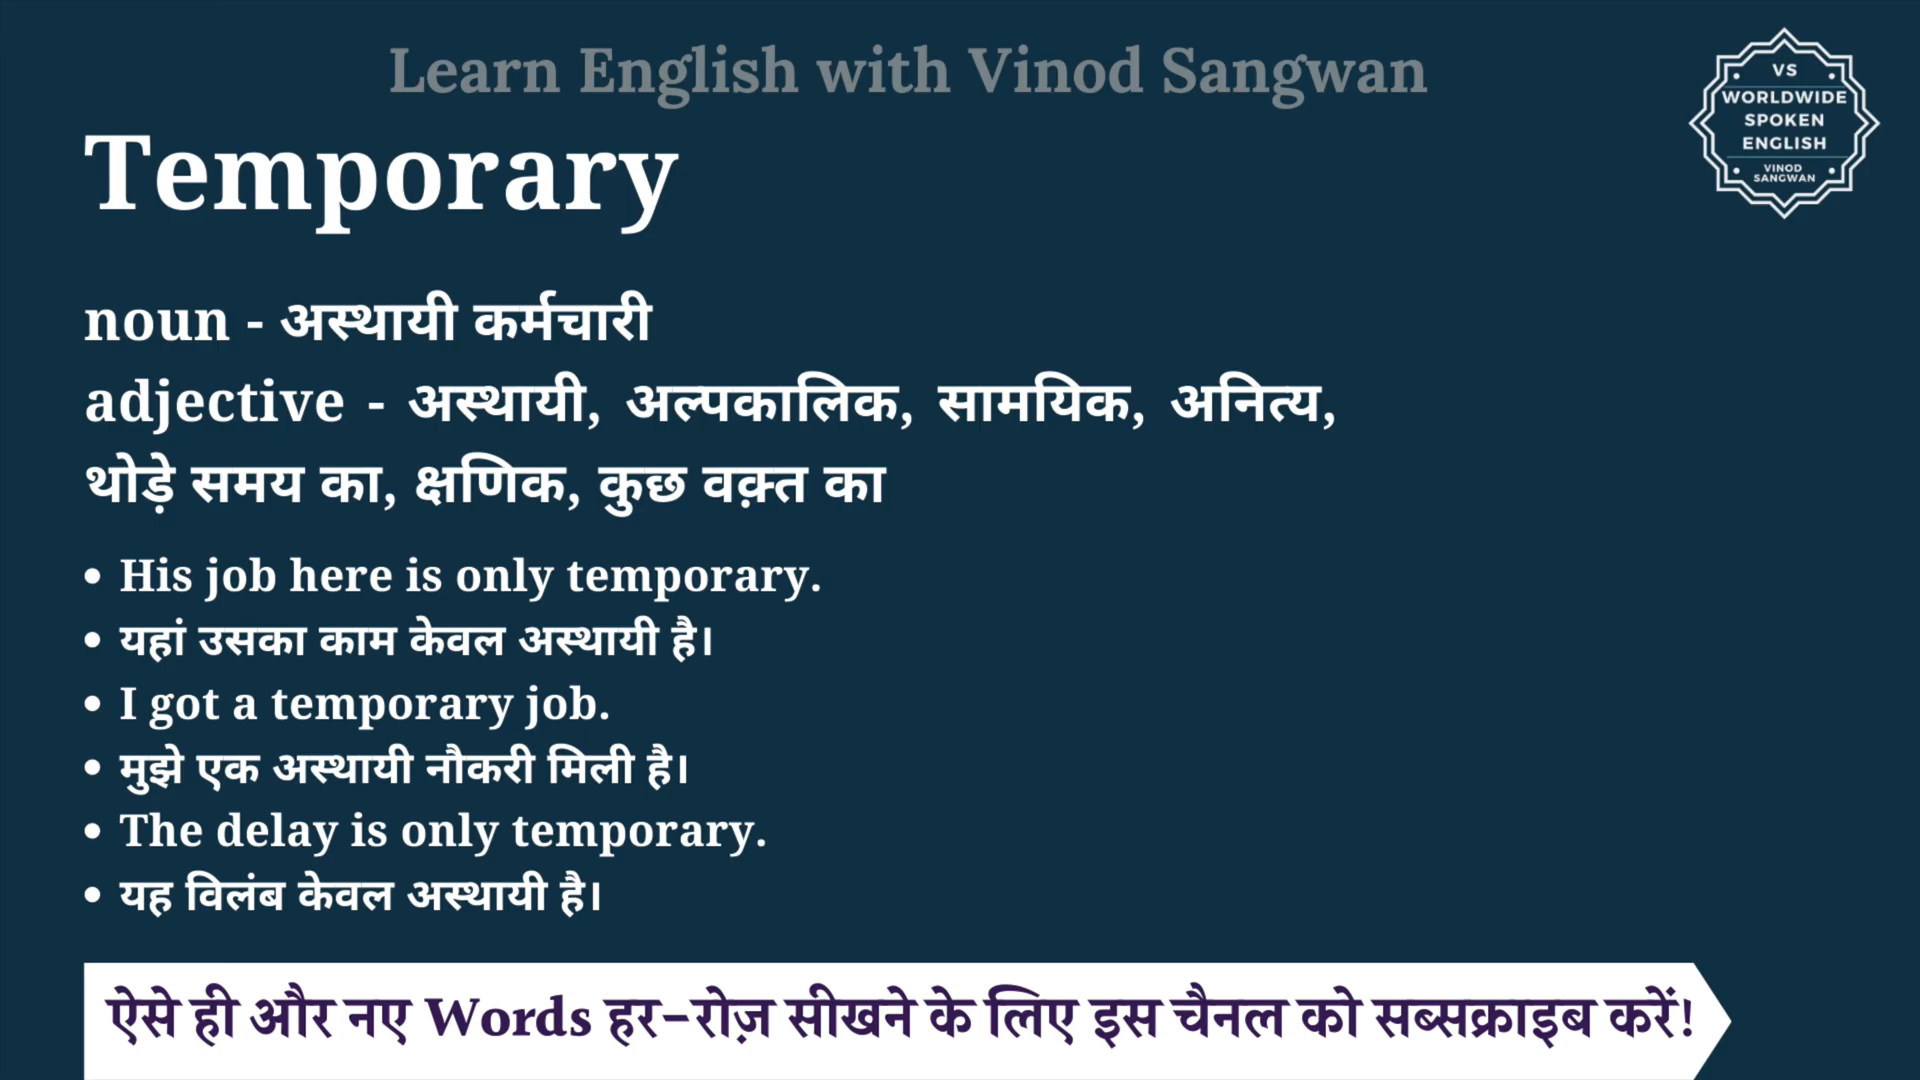 Learn English with Vinod Sangwan
VS
WORLDWIDE
SPOKEN
ENGLISH
VINOD
SANGWAN
Temporary
noun - अस्थायी कर्मचारी
adjective - अस्थायी, अल्पकालिक, सामयिक, अनित्य,
थोड़े समय का, क्षणिक, कुछ वक़्त का
• His job here is only temporary.
• यहां उसका काम केवल अस्थायी है।
• I got a temporary job.
• मुझे एक अस्थायी नौकरी मिली है।
• The delay is only temporary.
• यह विलंब केवल अस्थायी है।
ऐसे ही और नए Words हर-रोज़ सीखने के लिए इस चैनल को सब्सक्राइब करें!